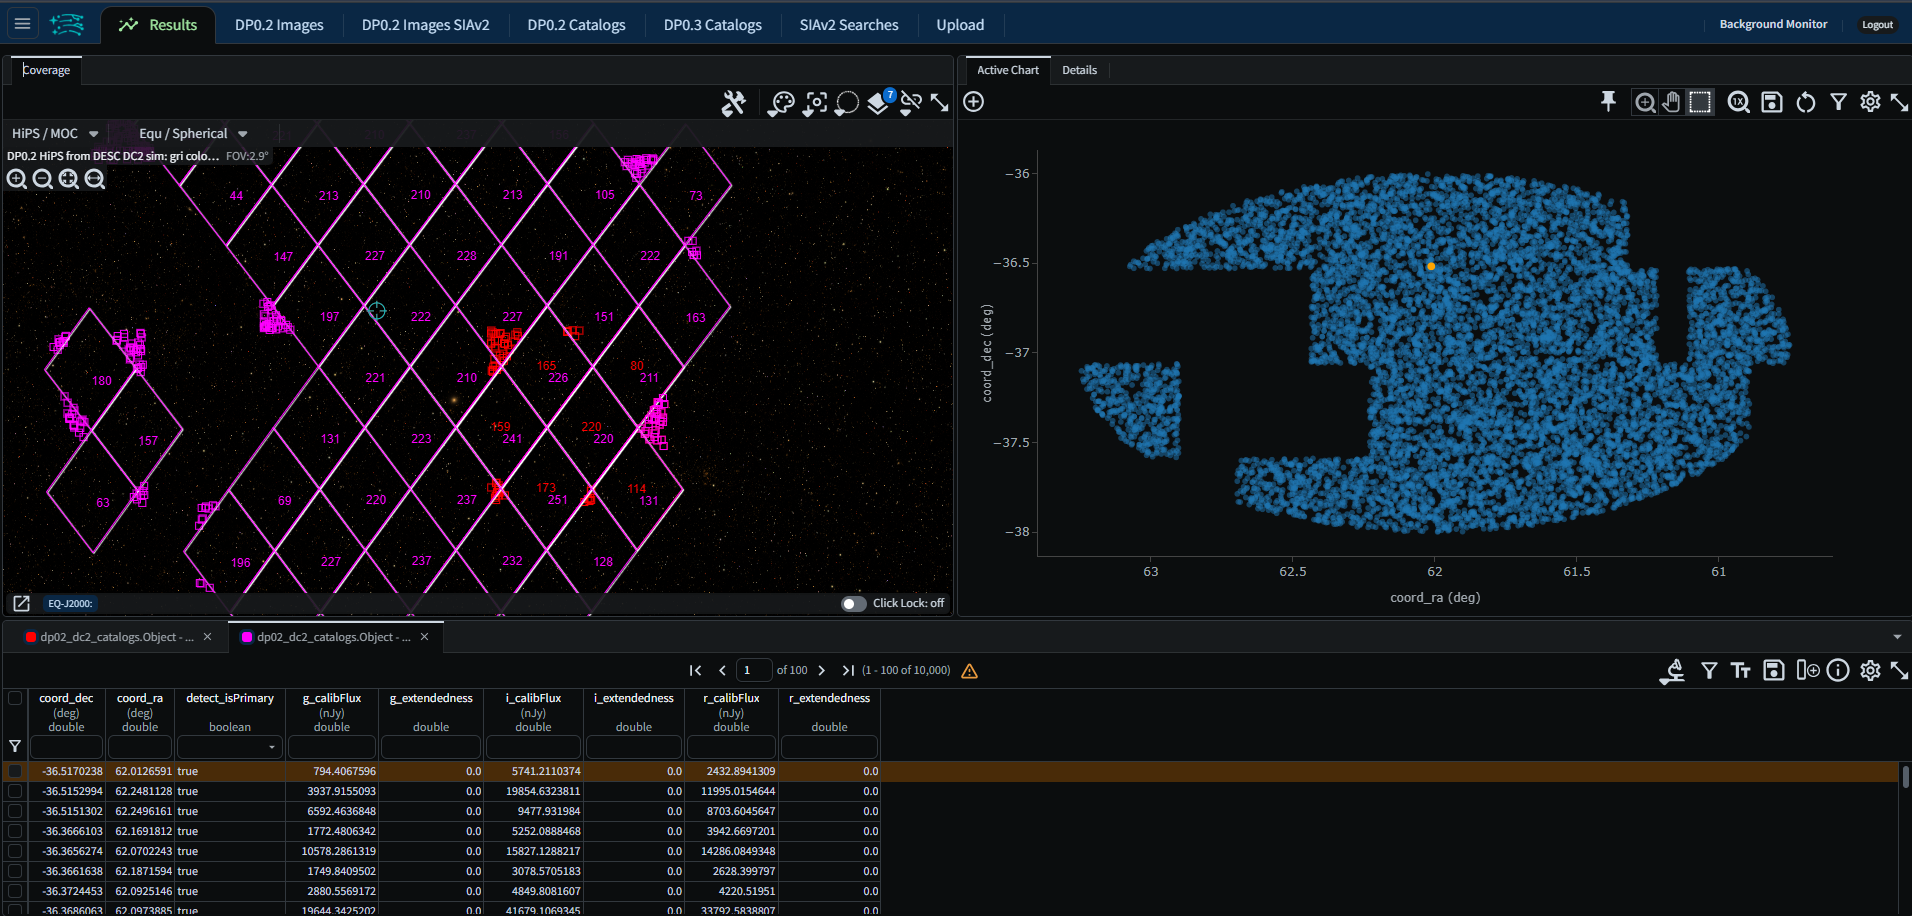 Results
DP0.2 Images
DP0.2 Images SIAv2
DP0.2 Catalogs
DP0.3 Catalogs
SIAv2 Searches
Upload
Background Monitor
Logout
Coverage
7
HiPS / MOC
Equ / Spherical
DP0.2 HiPS from DESC DC2 sim: gri colo... FOV:2.9°
44 213 210 213 105 73
147 227 228 191 222
197 222 227 151 163
165 80
180 221 210 226 211
159 220
157 131 223 241 220
173 114
63 69 220 237 251 131
196 227 237 232 128
EQ-J2000:
Click Lock: off
Active Chart
Details
1X
−36
−36.5
−37
−37.5
−38
coord_dec (deg)
63 62.5 62 61.5 61
coord_ra (deg)
dp02_dc2_catalogs.Object - ...
dp02_dc2_catalogs.Object - ...
1 of 100 (1 - 100 of 10,000)
coord_dec coord_ra detect_isPrimary g_calibFlux g_extendedness i_calibFlux i_extendedness r_calibFlux r_extendedness
(deg) (deg) (nJy) (nJy) (nJy)
double double boolean double double double double double double
-36.5170238 62.0126591 true 794.4067596 0.0 5741.2110374 0.0 2432.8941309 0.0
-36.5152994 62.2481128 true 3937.9155093 0.0 19854.6323811 0.0 11995.0154644 0.0
-36.5151302 62.2496161 true 6592.4636848 0.0 9477.931984 0.0 8703.6045647 0.0
-36.3666103 62.1691812 true 1772.4806342 0.0 5252.0888468 0.0 3942.6697201 0.0
-36.3656274 62.0702243 true 10578.2861319 0.0 15827.1288217 0.0 14286.0849348 0.0
-36.3661638 62.1871594 true 1749.8409502 0.0 3078.5705183 0.0 2628.399797 0.0
-36.3724453 62.0925146 true 2880.5569172 0.0 4849.8081607 0.0 4220.51951 0.0
-36.3686063 62.0973885 true 19644.3425202 0.0 41679.1069345 0.0 33792.5838807 0.0